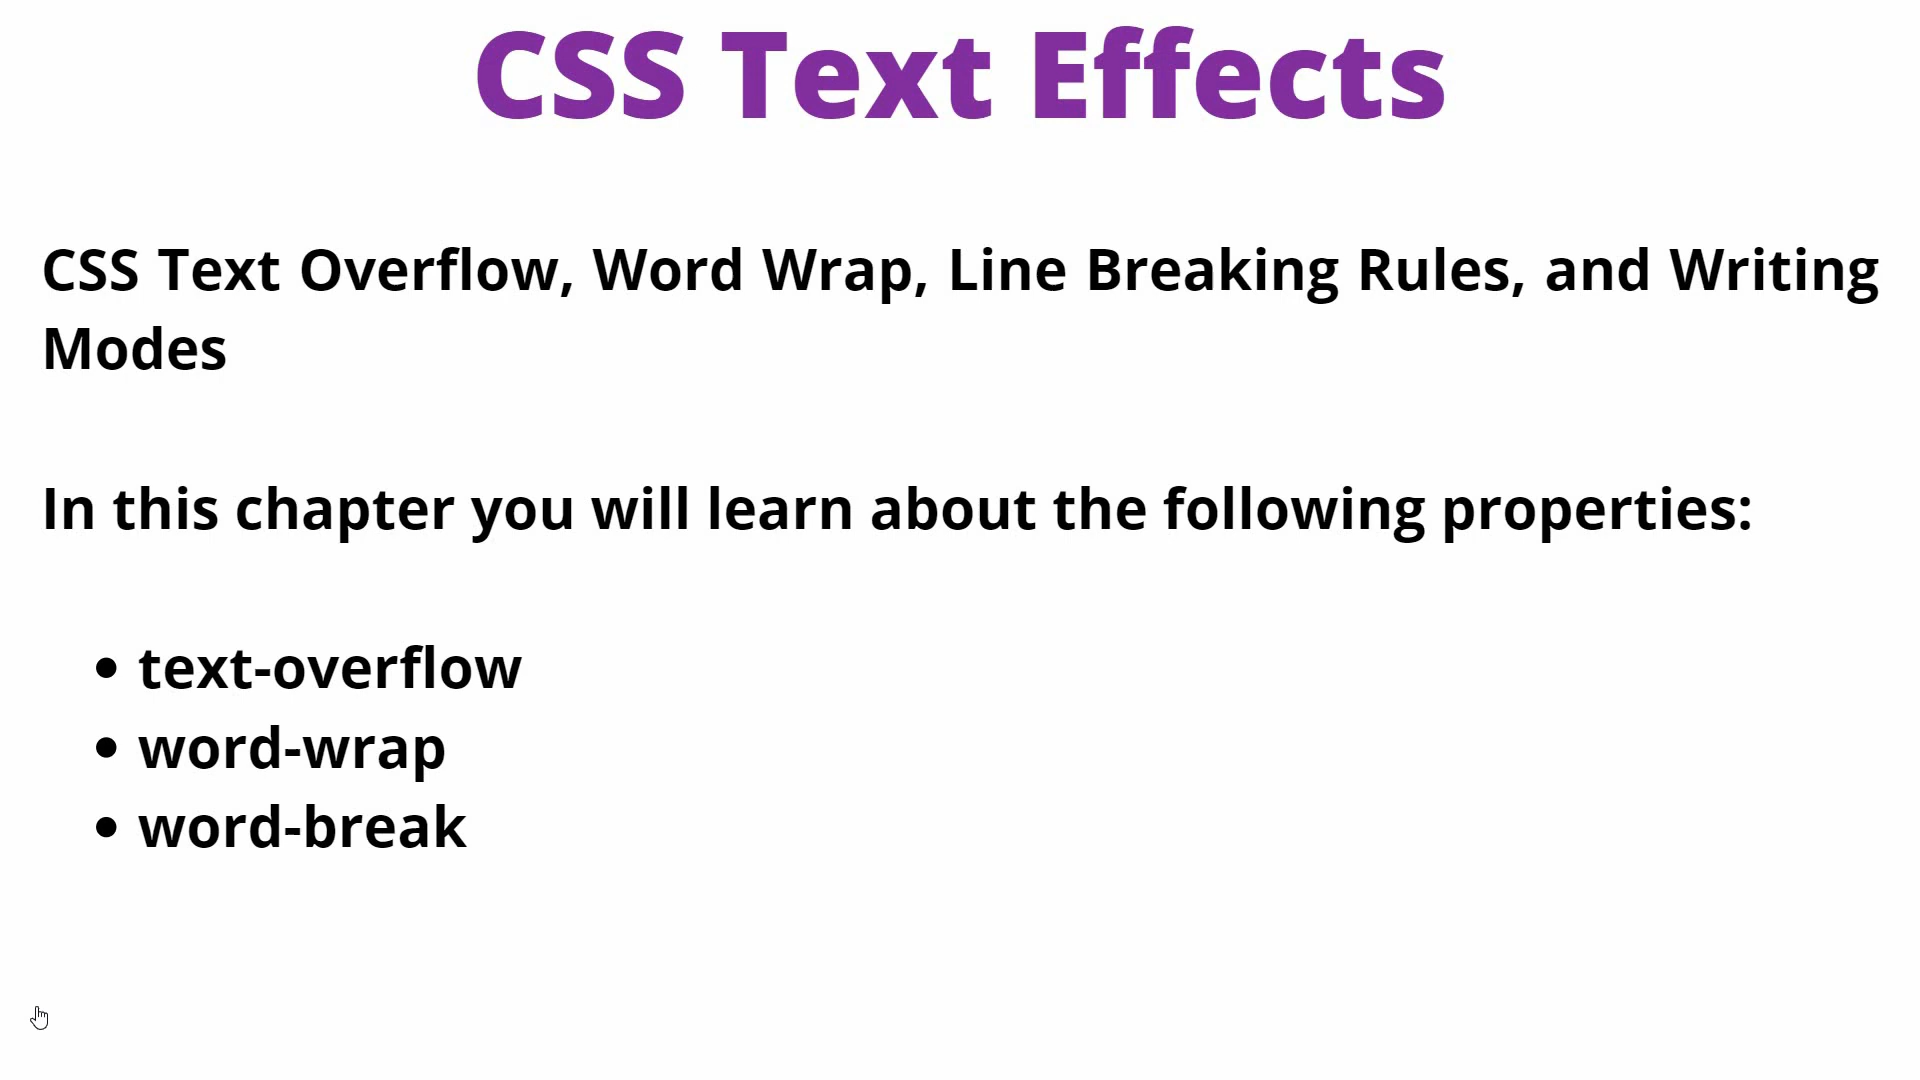 CSS Text Effects
CSS Text Overflow, Word Wrap, Line Breaking Rules, and Writing
Modes
In this chapter you will learn about the following properties:
• text-overflow
• word-wrap
• word-break